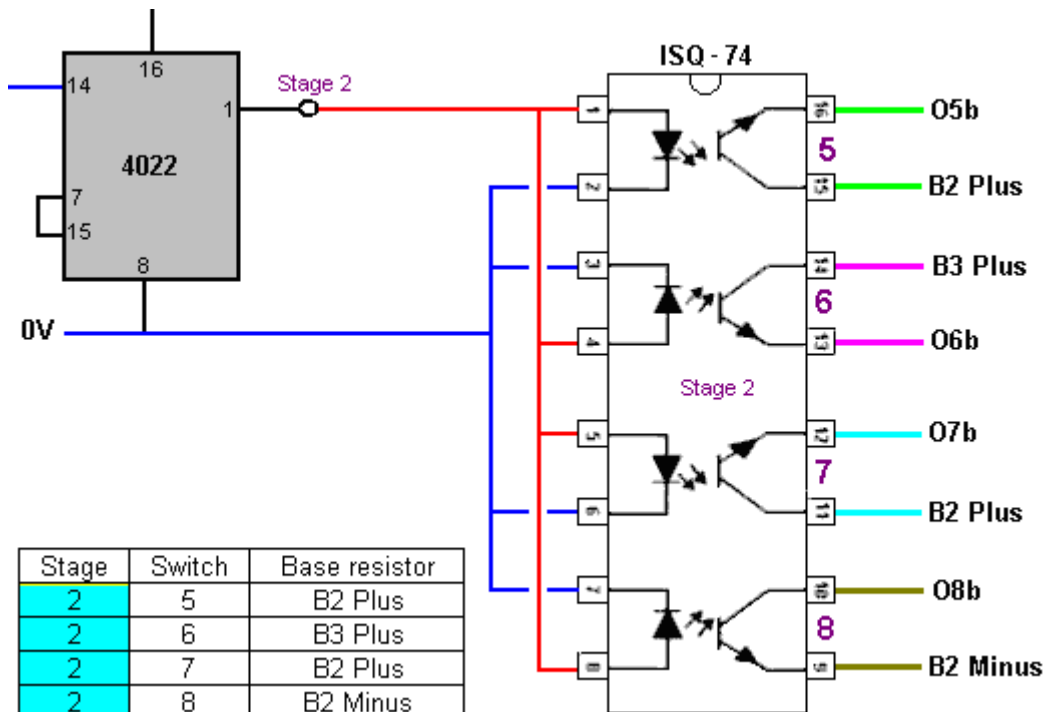 ISQ - 74
16
14
Stage 2
1
4022
7
15
8
0V
1
2
3
4
5
6
7
8
16
15
14
13
12
11
10
9
5
6
Stage 2
7
8
O5b
B2 Plus
B3 Plus
O6b
O7b
B2 Plus
O8b
B2 Minus
Stage Switch Base resistor
2 5 B2 Plus
2 6 B3 Plus
2 7 B2 Plus
2 8 B2 Minus